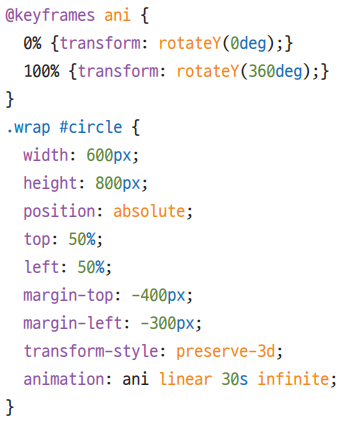 @keyframes ani {
  0% {transform: rotateY(0deg);}
  100% {transform: rotateY(360deg);}
}
.wrap #circle {
  width: 600px;
  height: 800px;
  position: absolute;
  top: 50%;
  left: 50%;
  margin-top: -400px;
  margin-left: -300px;
  transform-style: preserve-3d;
  animation: ani linear 30s infinite;
}